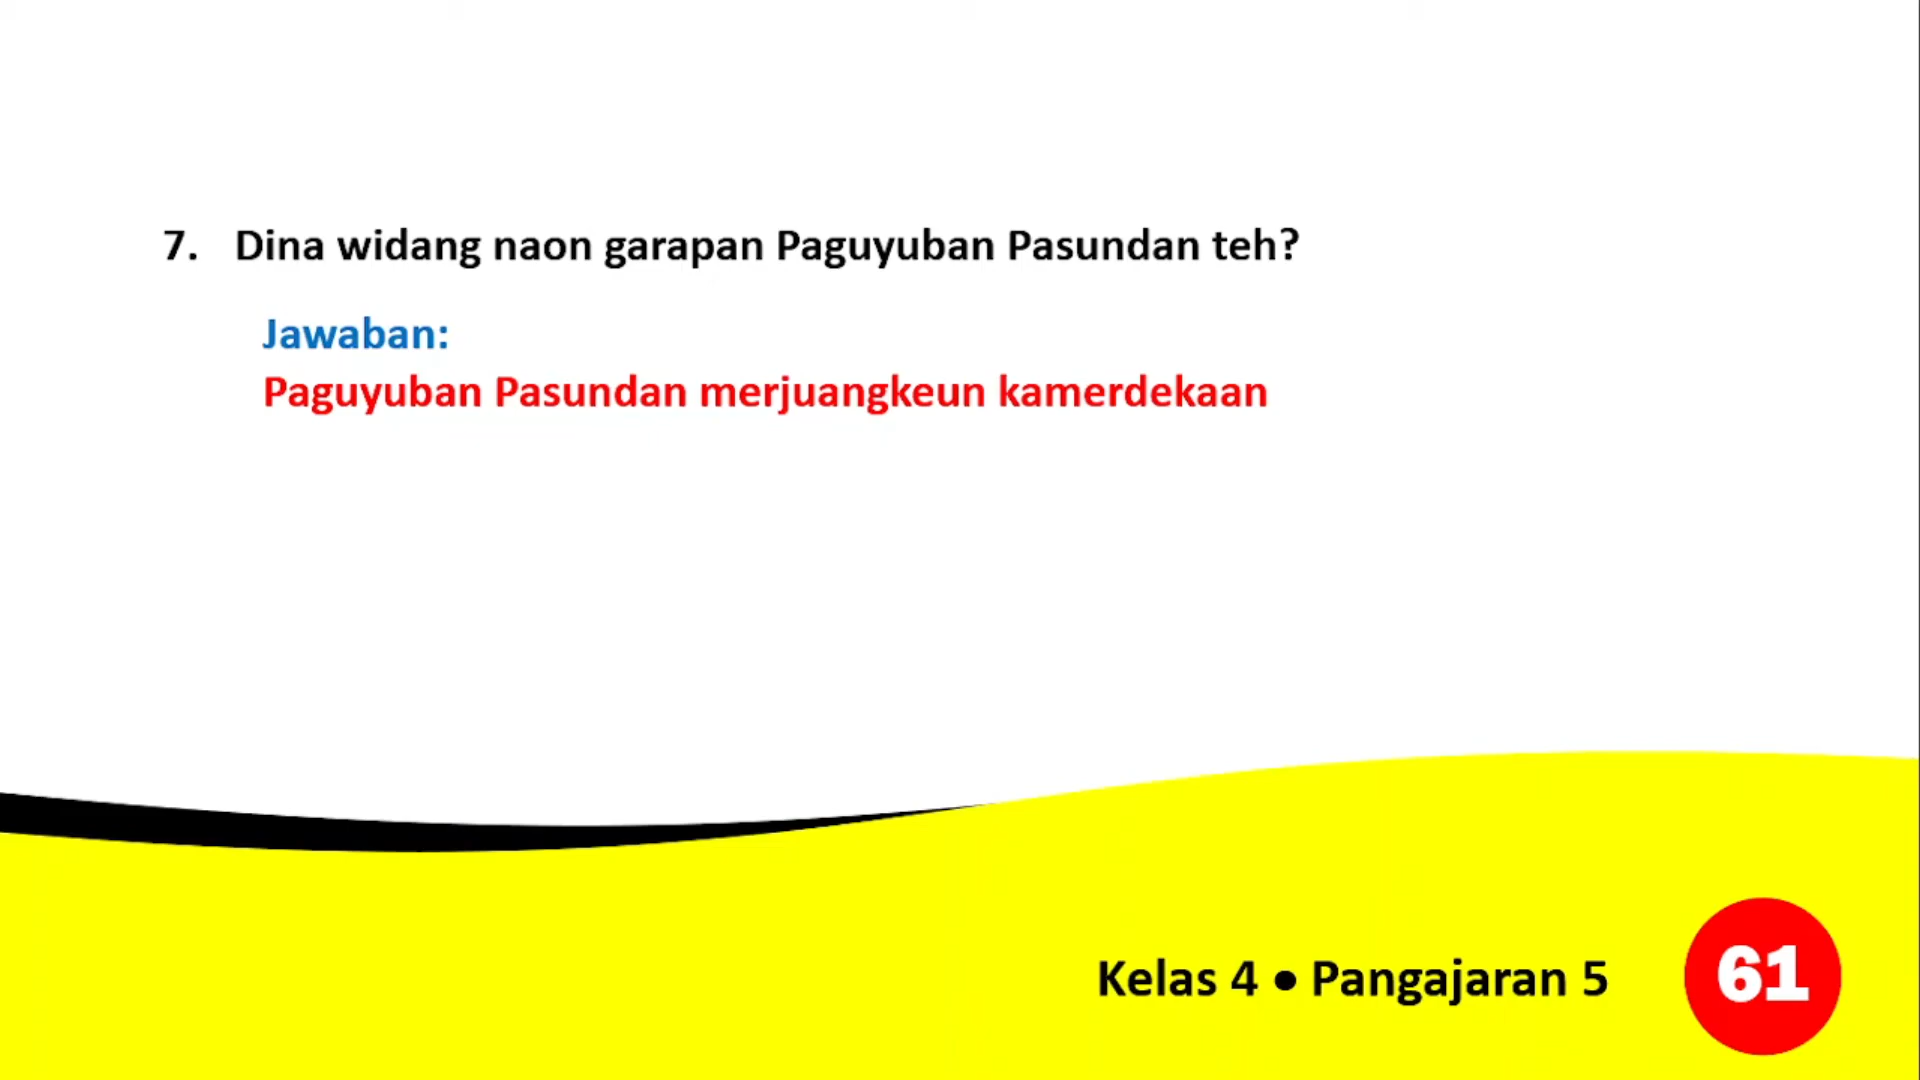 7. Dina widang naon garapan Paguyuban Pasundan teh?
Jawaban:
Paguyuban Pasundan merjuangkeun kamerdekaan
Kelas 4 ● Pangajaran 5
61